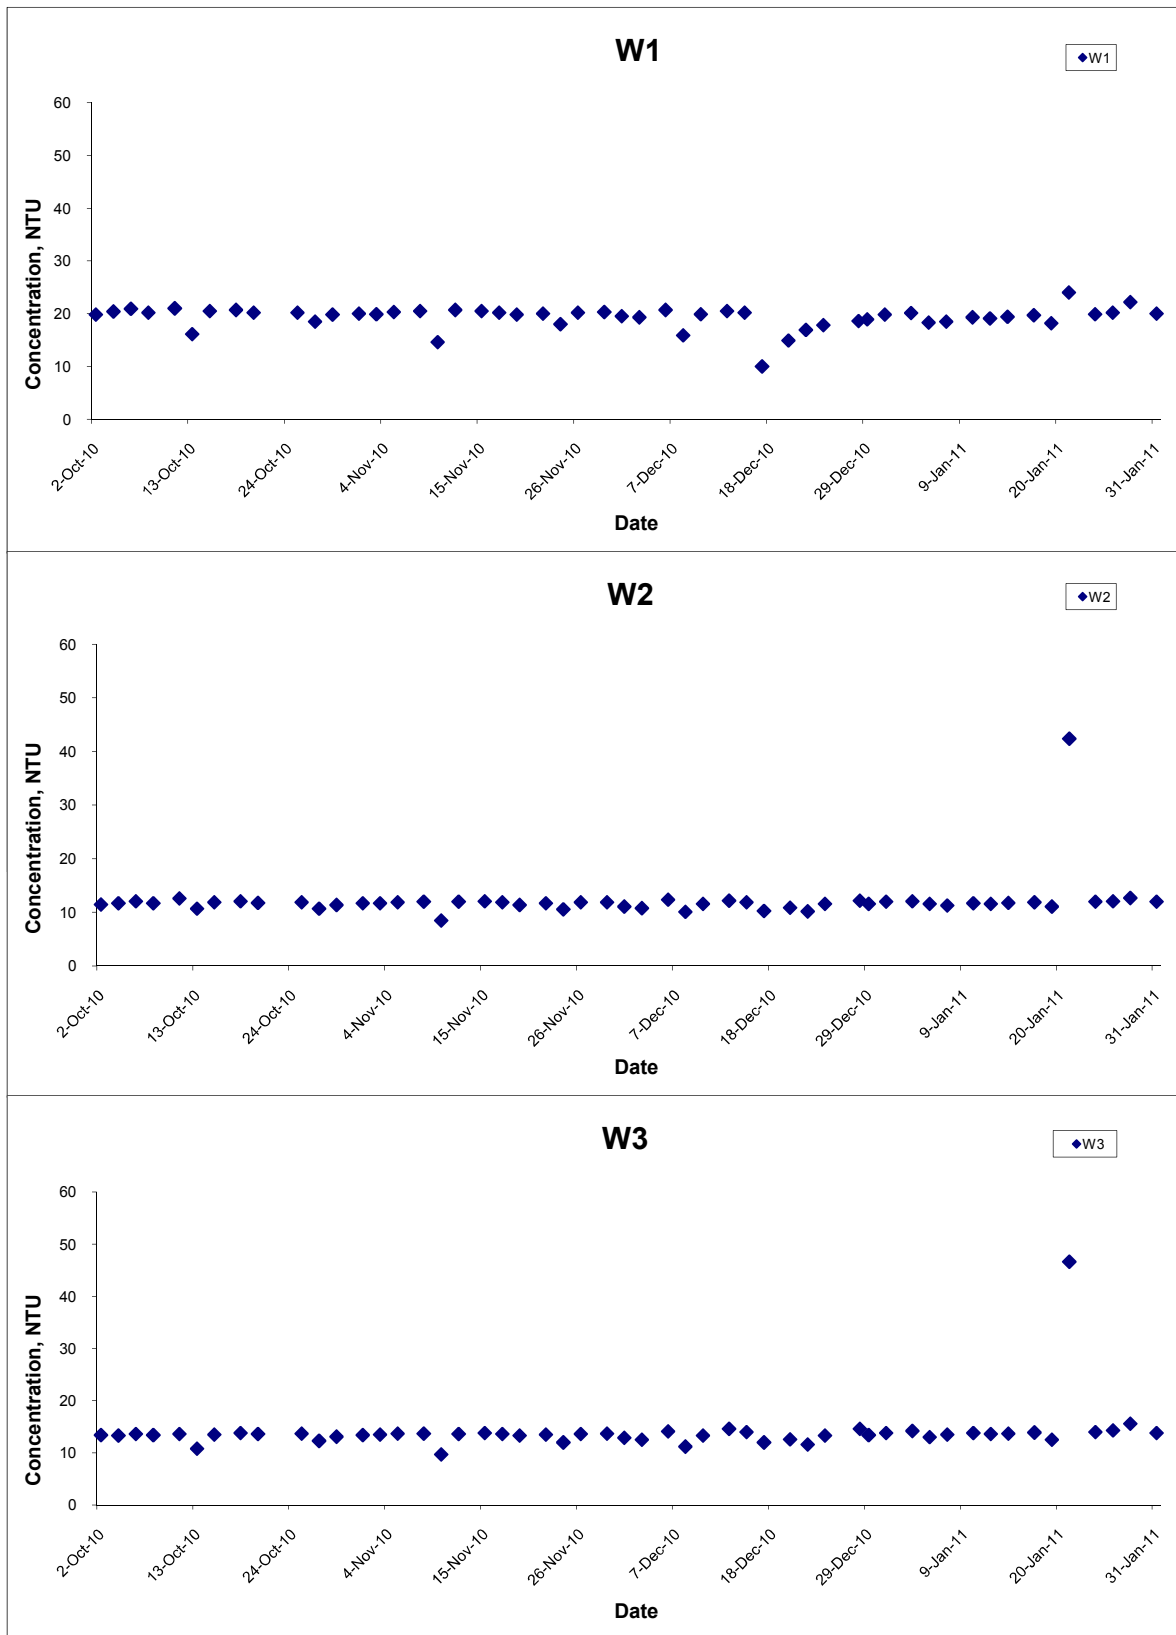 W1
W1
60
50
40
30
20
10
0
Concentration, NTU
2-Oct-10
13-Oct-10
24-Oct-10
4-Nov-10
15-Nov-10
26-Nov-10
7-Dec-10
18-Dec-10
29-Dec-10
9-Jan-11
20-Jan-11
31-Jan-11
Date
W2
W2
60
50
40
30
20
10
0
Concentration, NTU
2-Oct-10
13-Oct-10
24-Oct-10
4-Nov-10
15-Nov-10
26-Nov-10
7-Dec-10
18-Dec-10
29-Dec-10
9-Jan-11
20-Jan-11
31-Jan-11
Date
W3
W3
60
50
40
30
20
10
0
Concentration, NTU
2-Oct-10
13-Oct-10
24-Oct-10
4-Nov-10
15-Nov-10
26-Nov-10
7-Dec-10
18-Dec-10
29-Dec-10
9-Jan-11
20-Jan-11
31-Jan-11
Date